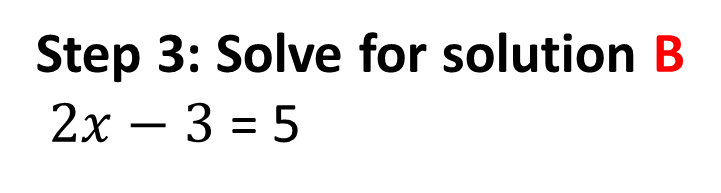 Step 3: Solve for solution B
2x − 3 = 5